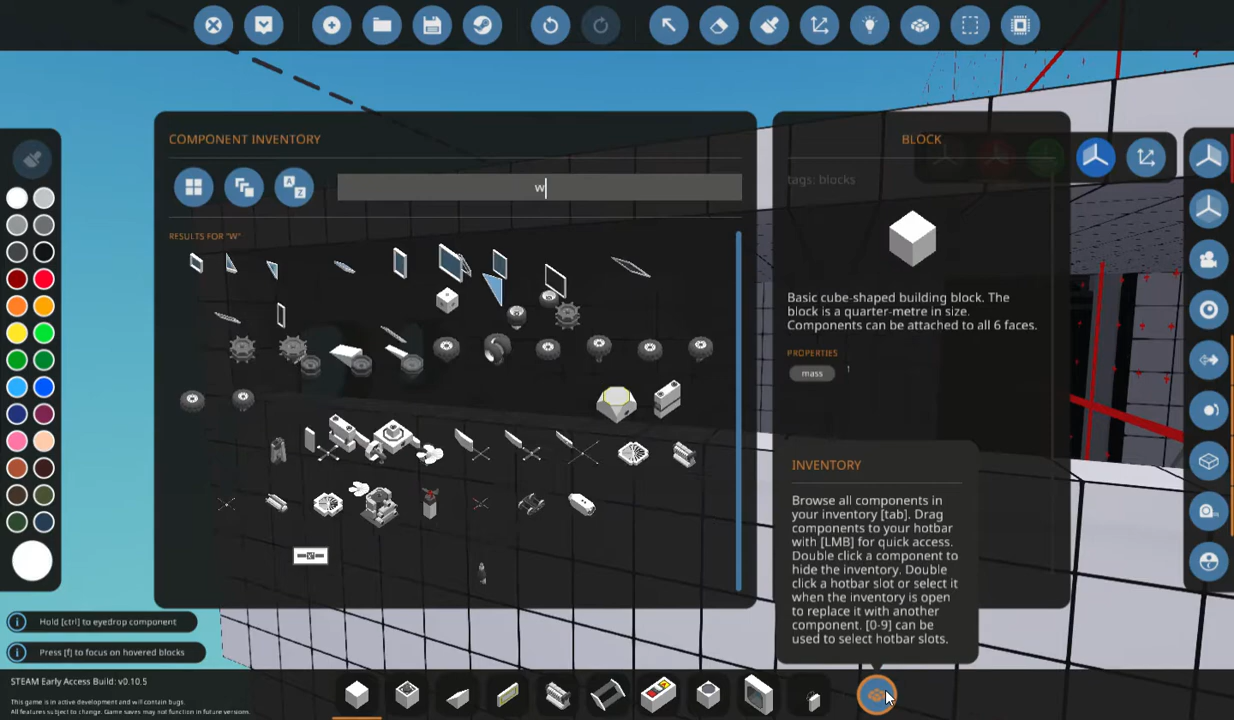 COMPONENT INVENTORY
w
RESULTS FOR "W"
BLOCK
tags: blocks
Basic cube-shaped building block. The
block is a quarter-metre in size.
Components can be attached to all 6 faces.
PROPERTIES
mass
1
INVENTORY
Browse all components in
your inventory [tab]. Drag
components to your hotbar
with [LMB] for quick access.
Double click a component to
hide the inventory. Double
click a hotbar slot or select it
when the inventory is open
to replace it with another
component. [0-9] can be
used to select hotbar slots.
Hold [ctrl] to eyedrop component
Press [f] to focus on hovered blocks
STEAM Early Access Build: v0.10.5
This game is in active development and will contain bugs.
All features subject to change. Game saves may not function in future versions.